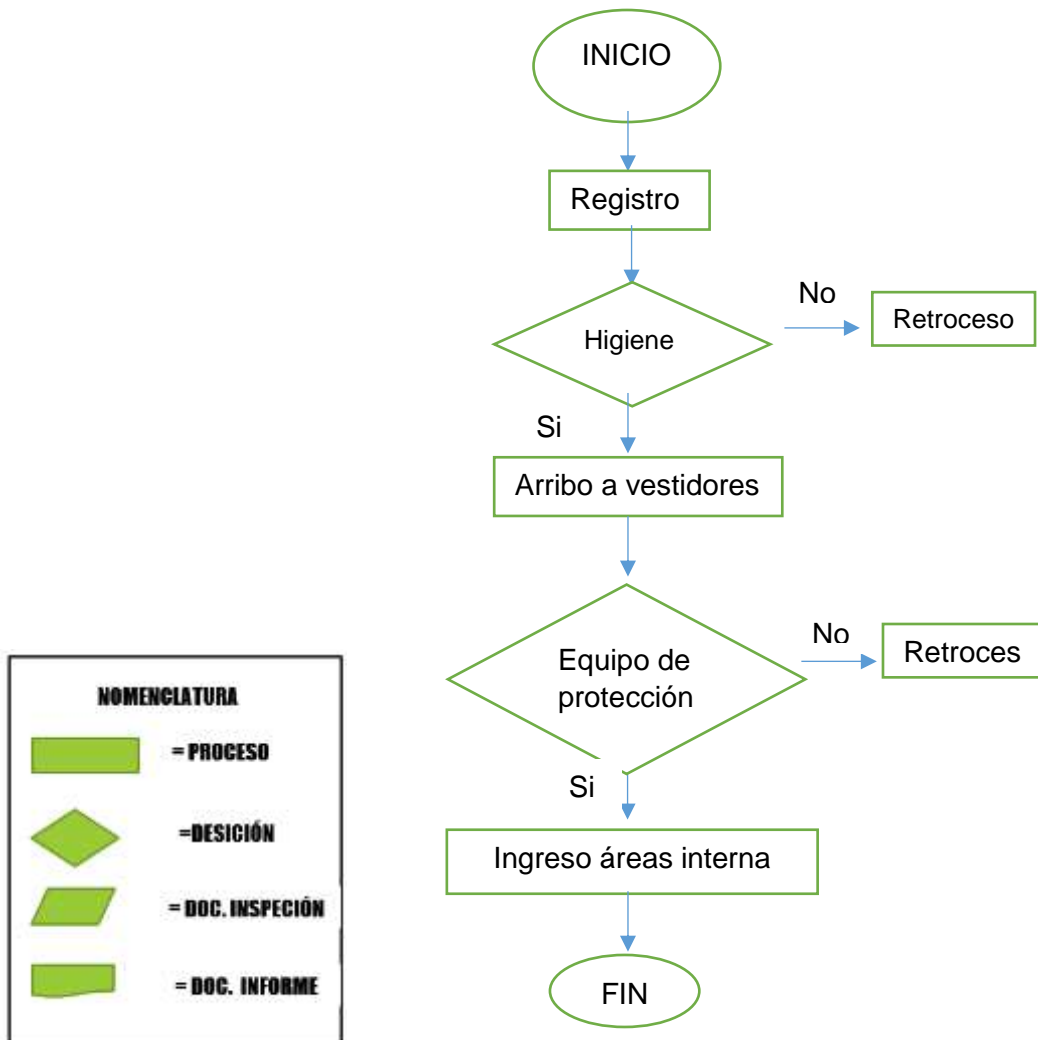 INICIO
Registro
No
Higiene
Retroceso
Si
Arribo a vestidores
No
Equipo de
protección
Retroces
Si
Ingreso áreas interna
FIN
NOMENCLATURA
= PROCESO
=DESICIÓN
= DOC. INSPECIÓN
= DOC. INFORME